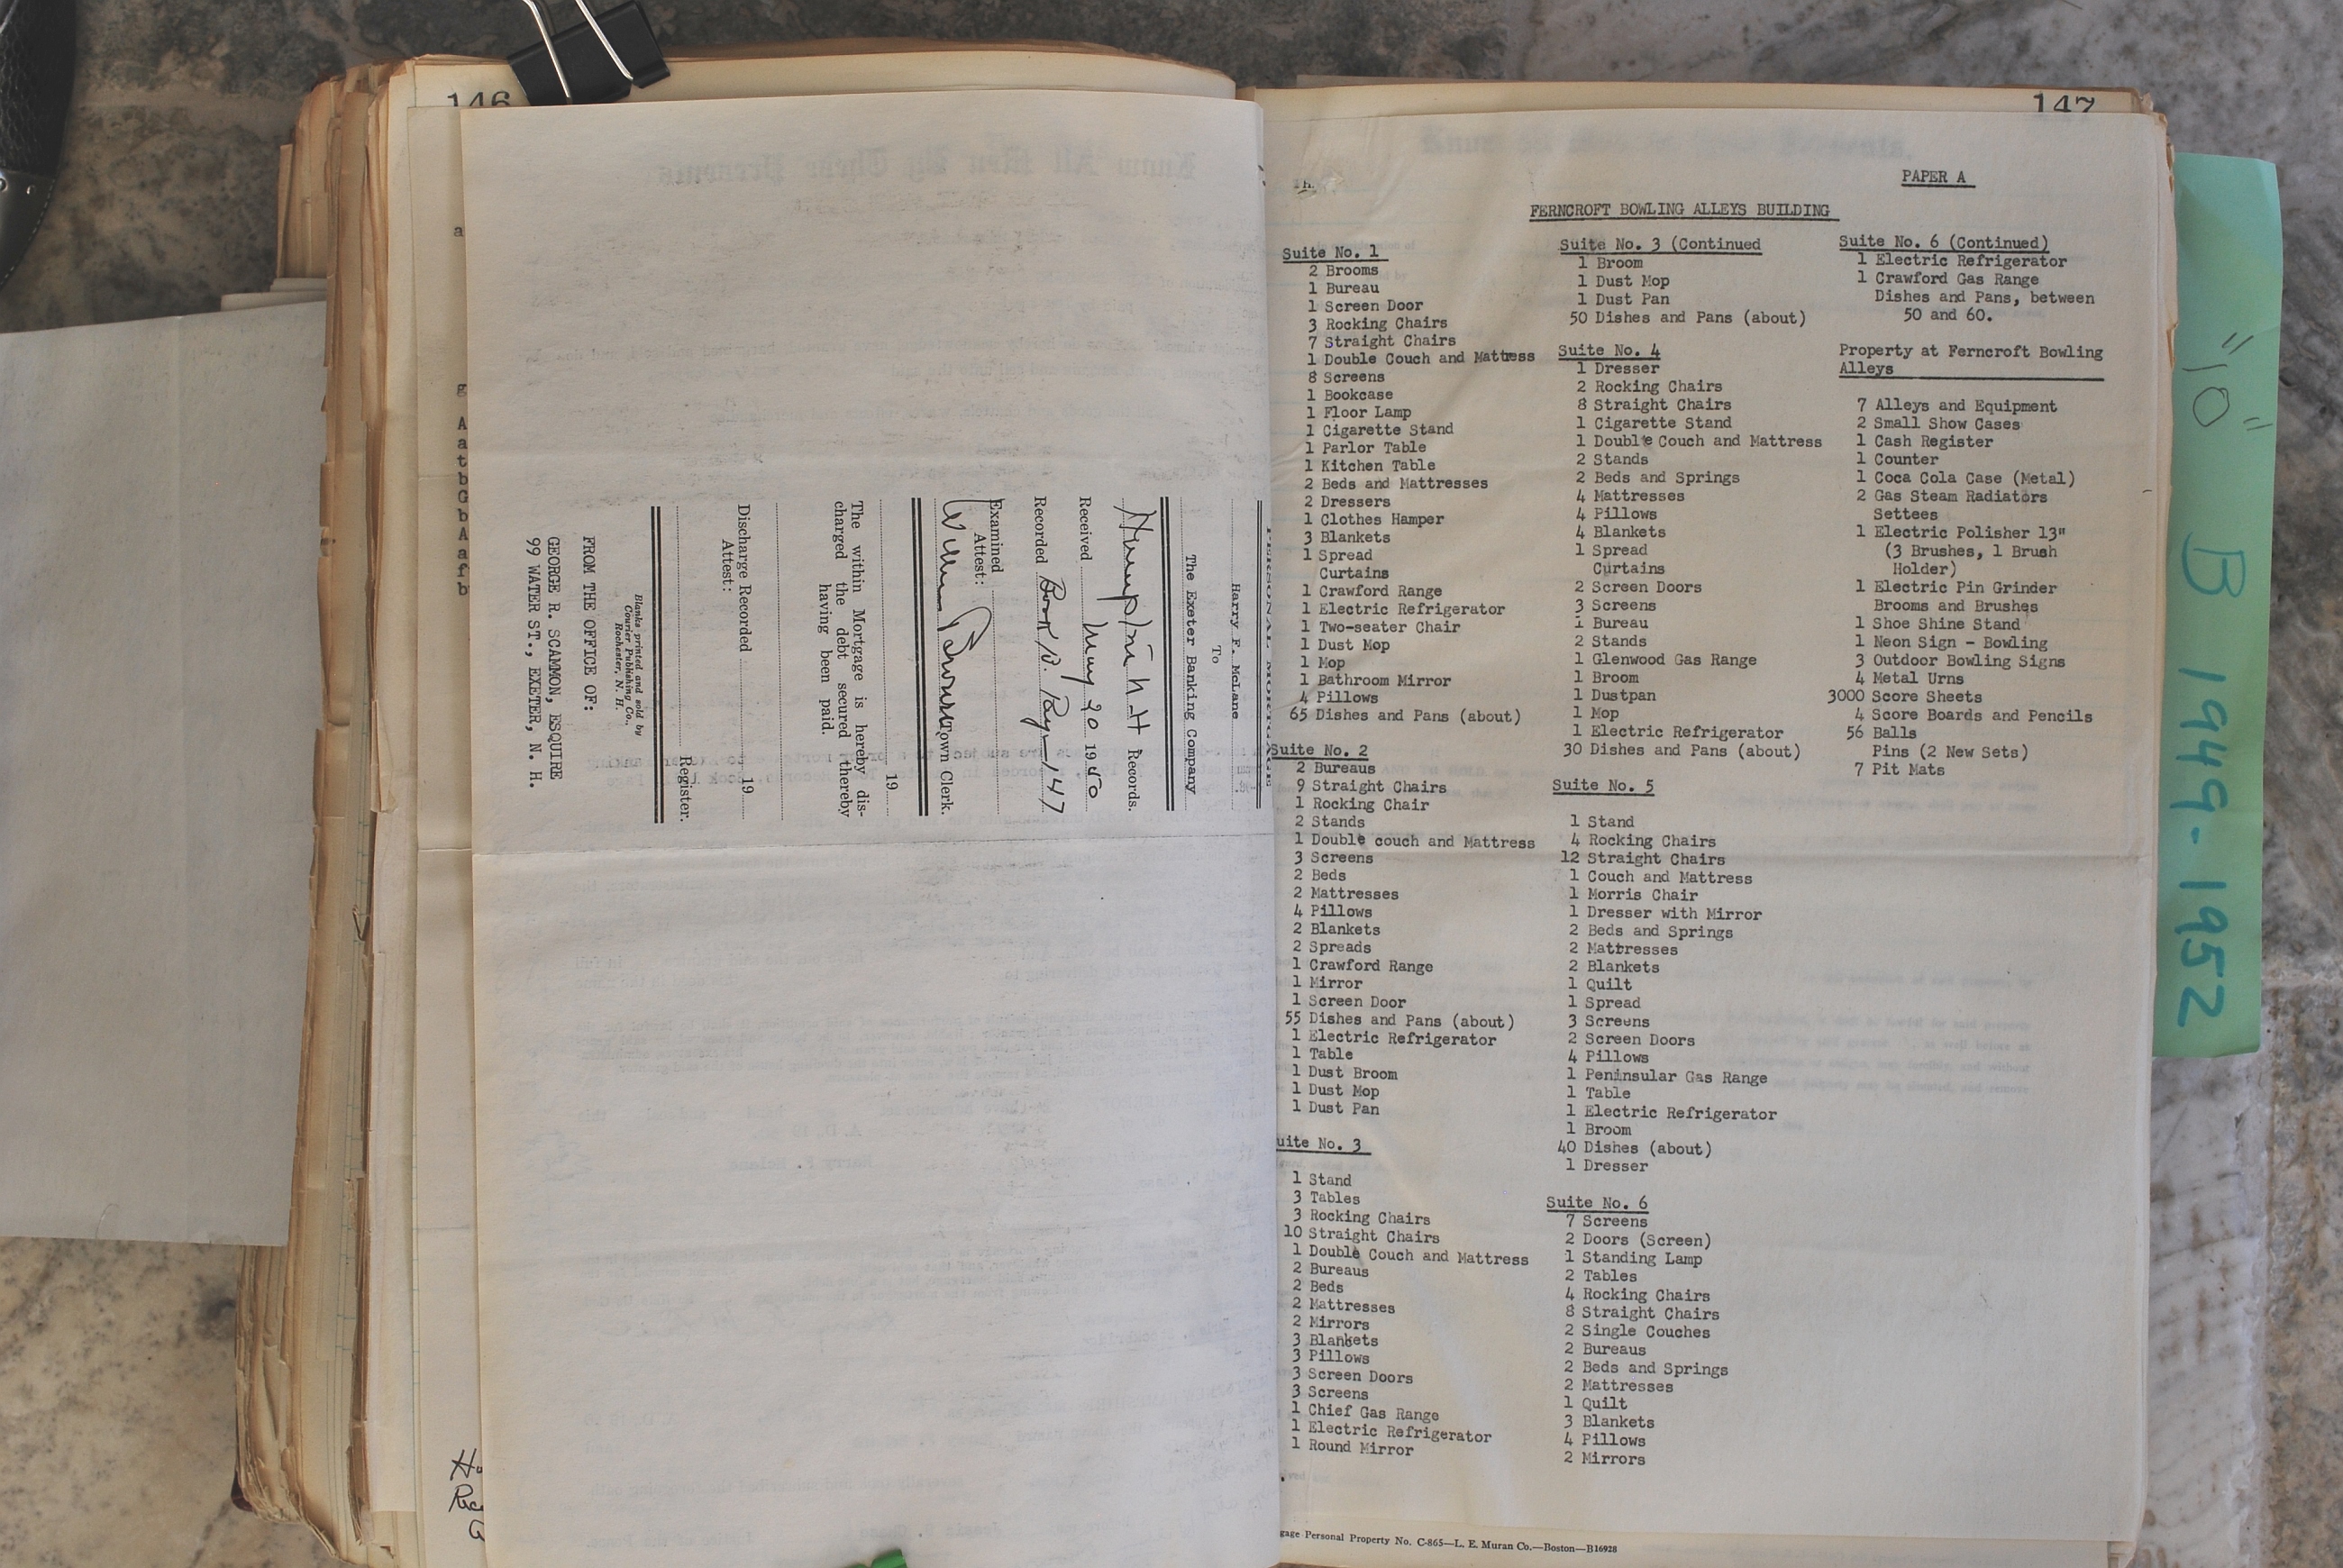 146
a
g
A
a
t
b
G
b
A
a
f
b
PERSONAL MORTGAGE
Harry F. McLane
To
The Exeter Banking Company
Hampton N H Records.
Received May 20 1950
Recorded Book 10. Page 147
Examined
Attest:
William Brown Town Clerk.
19
The within Mortgage is hereby dis-
charged the debt secured thereby
having been paid.
Discharge Recorded 19
Attest:
Register.
Blanks printed and sold by
Courier Publishing Co.,
Rochester, N. H.
FROM THE OFFICE OF:
GEORGE R. SCAMMON, ESQUIRE
99 WATER ST., EXETER, N. H.
147
PAPER A
FERNCROFT BOWLING ALLEYS BUILDING
Suite No. 1
2 Brooms
1 Bureau
1 Screen Door
3 Rocking Chairs
7 Straight Chairs
1 Double Couch and Mattress
8 Screens
1 Bookcase
1 Floor Lamp
1 Cigarette Stand
1 Parlor Table
1 Kitchen Table
2 Beds and Mattresses
2 Dressers
1 Clothes Hamper
3 Blankets
1 Spread
Curtains
1 Crawford Range
1 Electric Refrigerator
1 Two-seater Chair
1 Dust Mop
1 Mop
1 Bathroom Mirror
4 Pillows
65 Dishes and Pans (about)
Suite No. 2
2 Bureaus
9 Straight Chairs
1 Rocking Chair
2 Stands
1 Double couch and Mattress
3 Screens
2 Beds
2 Mattresses
4 Pillows
2 Blankets
2 Spreads
1 Crawford Range
1 Mirror
1 Screen Door
55 Dishes and Pans (about)
1 Electric Refrigerator
1 Table
1 Dust Broom
1 Dust Mop
1 Dust Pan
uite No. 3
1 Stand
3 Tables
3 Rocking Chairs
10 Straight Chairs
1 Double Couch and Mattress
2 Bureaus
2 Beds
2 Mattresses
2 Mirrors
3 Blankets
3 Pillows
3 Screen Doors
3 Screens
1 Chief Gas Range
1 Electric Refrigerator
1 Round Mirror
Suite No. 3 (Continued
1 Broom
1 Dust Mop
1 Dust Pan
50 Dishes and Pans (about)
Suite No. 4
1 Dresser
2 Rocking Chairs
8 Straight Chairs
1 Cigarette Stand
1 Double Couch and Mattress
2 Stands
2 Beds and Springs
4 Mattresses
4 Pillows
4 Blankets
1 Spread
Curtains
2 Screen Doors
3 Screens
1 Bureau
2 Stands
1 Glenwood Gas Range
1 Broom
1 Dustpan
1 Mop
1 Electric Refrigerator
30 Dishes and Pans (about)
Suite No. 5
1 Stand
4 Rocking Chairs
12 Straight Chairs
1 Couch and Mattress
1 Morris Chair
1 Dresser with Mirror
2 Beds and Springs
2 Mattresses
2 Blankets
1 Quilt
1 Spread
3 Screens
2 Screen Doors
4 Pillows
1 Peninsular Gas Range
1 Table
1 Electric Refrigerator
1 Broom
40 Dishes (about)
1 Dresser
Suite No. 6
7 Screens
2 Doors (Screen)
1 Standing Lamp
2 Tables
4 Rocking Chairs
8 Straight Chairs
2 Single Couches
2 Bureaus
2 Beds and Springs
2 Mattresses
1 Quilt
3 Blankets
4 Pillows
2 Mirrors
Suite No. 6 (Continued)
1 Electric Refrigerator
1 Crawford Gas Range
Dishes and Pans, between
50 and 60.
Property at Ferncroft Bowling
Alleys
7 Alleys and Equipment
2 Small Show Cases
1 Cash Register
1 Counter
1 Coca Cola Case (Metal)
2 Gas Steam Radiators
Settees
1 Electric Polisher 13"
(3 Brushes, 1 Brush
Holder)
1 Electric Pin Grinder
Brooms and Brushes
1 Shoe Shine Stand
1 Neon Sign - Bowling
3 Outdoor Bowling Signs
4 Metal Urns
3000 Score Sheets
4 Score Boards and Pencils
56 Balls
Pins (2 New Sets)
7 Pit Mats
gage Personal Property No. C-865—L. E. Muran Co.—Boston—B16928
"10" B 1949-1952